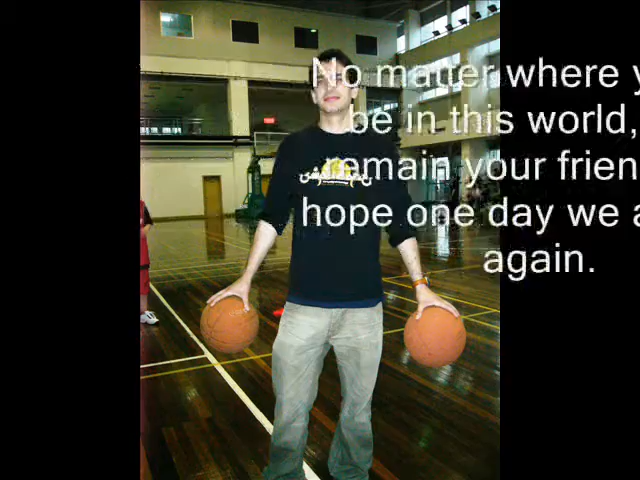 No matter where y
be in this world,
remain your frien
hope one day we a
again.